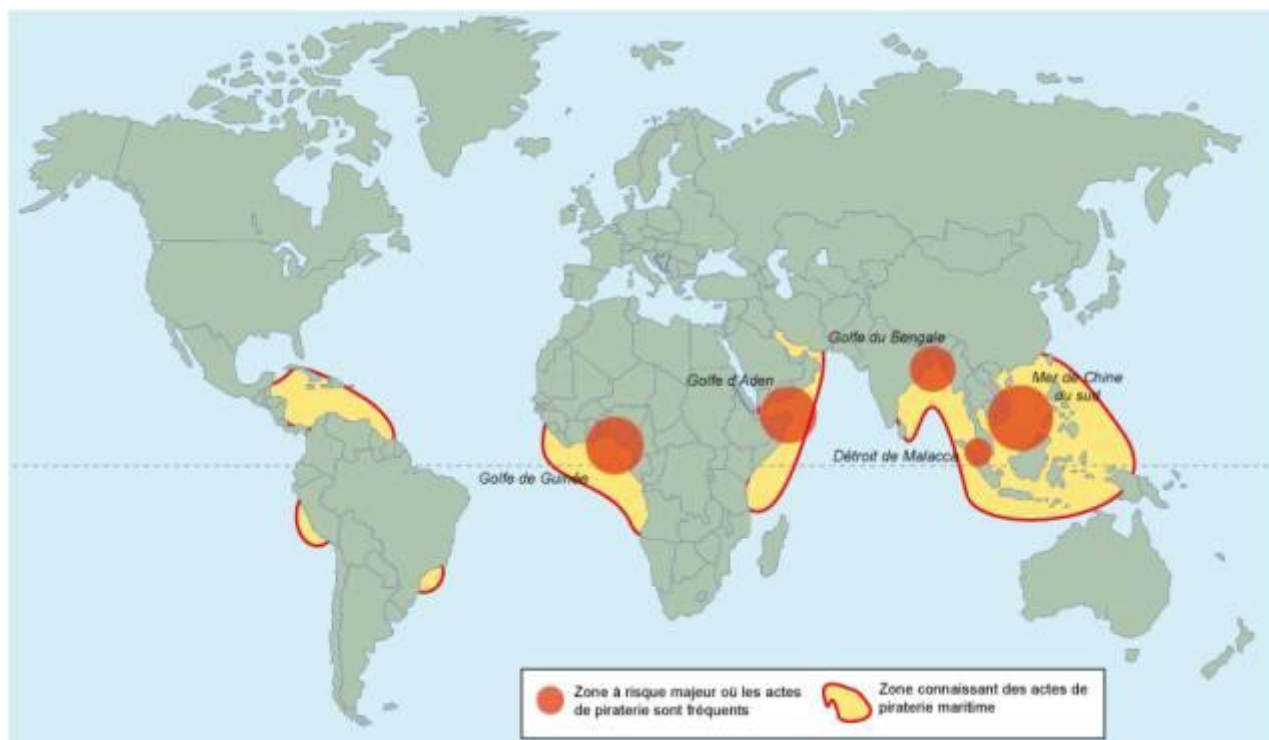 Golfe du Bengale
Golfe d'Aden
Mer de Chine
du sud
Détroit de Malacca
Golfe de Guinée
Zone à risque majeur où les actes
de piraterie sont fréquents
Zone connaissant des actes de
piraterie maritime